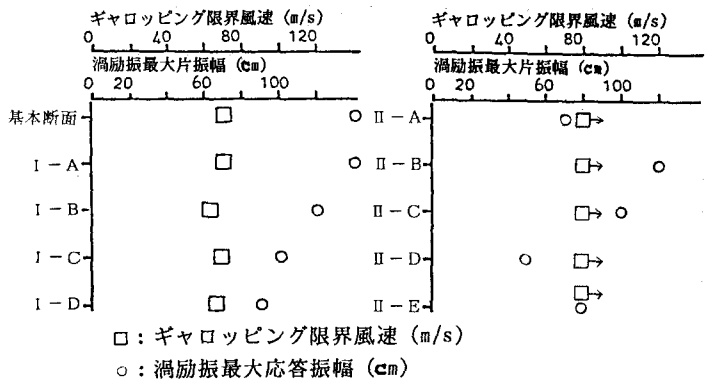 ギャロッピング限界風速 (m/s)
0 40 80 120
渦励振最大片振幅 (cm)
0 20 60 100
基本断面
I-A
I-B
I-C
I-D
ギャロッピング限界風速 (m/s)
0 40 80 120
渦励振最大片振幅 (cm)
0 20 60 100
II-A
II-B
II-C
II-D
II-E
□: ギャロッピング限界風速 (m/s)
○: 渦励振最大応答振幅 (cm)